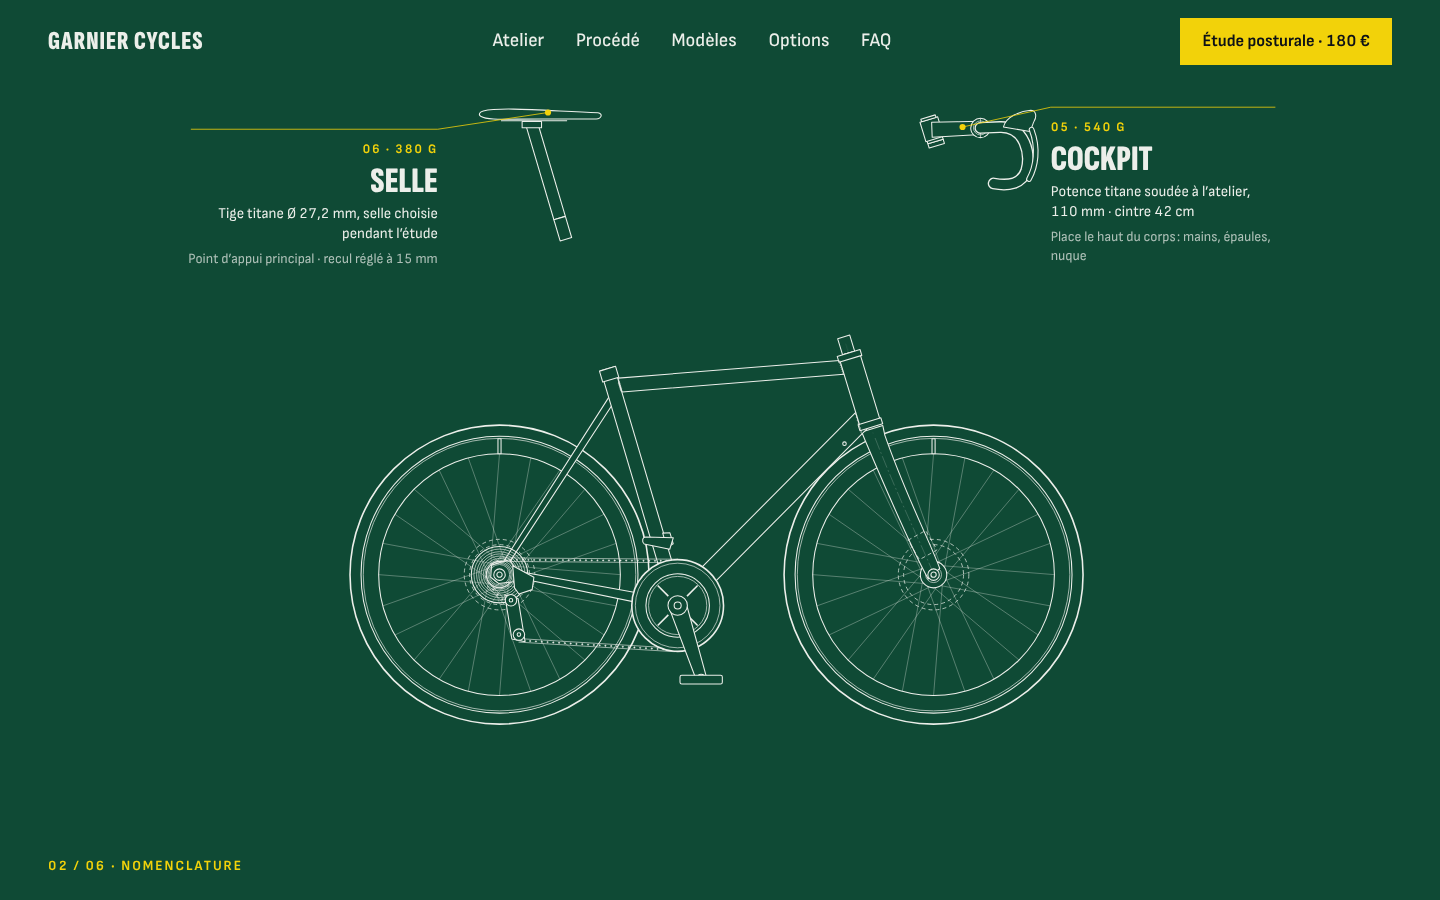 GARNIER CYCLES
Atelier
Procédé
Modèles
Options
FAQ
Étude posturale · 180 €
06 · 380 G
SELLE
Tige titane Ø 27,2 mm, selle choisie
pendant l’étude
Point d’appui principal · recul réglé à 15 mm
05 · 540 G
COCKPIT
Potence titane soudée à l’atelier,
110 mm · cintre 42 cm
Place le haut du corps : mains, épaules,
nuque
02 / 06 · NOMENCLATURE